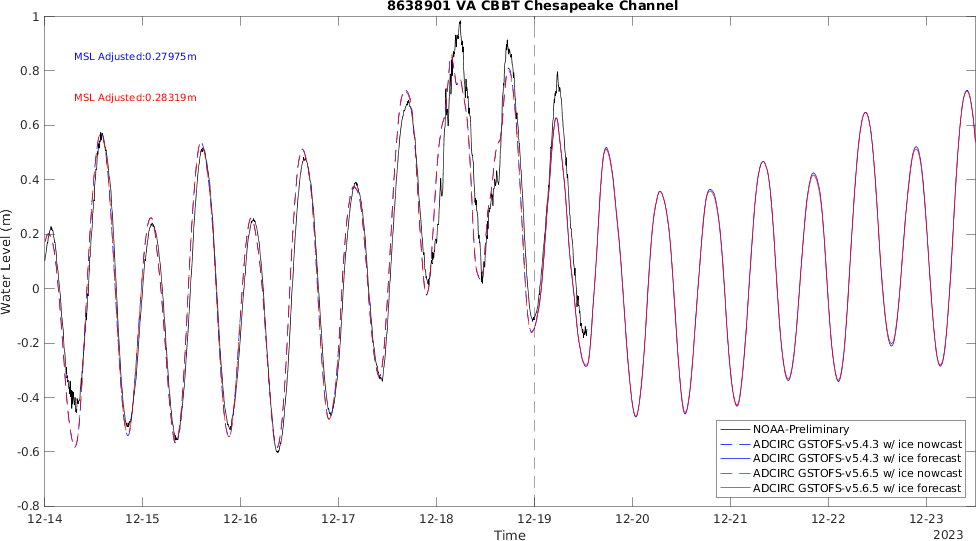 8638901 VA CBBT Chesapeake Channel
MSL Adjusted:0.27975m
MSL Adjusted:0.28319m
Water Level (m)
1
0.8
0.6
0.4
0.2
0
-0.2
-0.4
-0.6
-0.8
NOAA-Preliminary
ADCIRC GSTOFS-v5.4.3 w/ ice nowcast
ADCIRC GSTOFS-v5.4.3 w/ ice forecast
ADCIRC GSTOFS-v5.6.5 w/ ice nowcast
ADCIRC GSTOFS-v5.6.5 w/ ice forecast
12-14 12-15 12-16 12-17 12-18 12-19 12-20 12-21 12-22 12-23
Time
2023